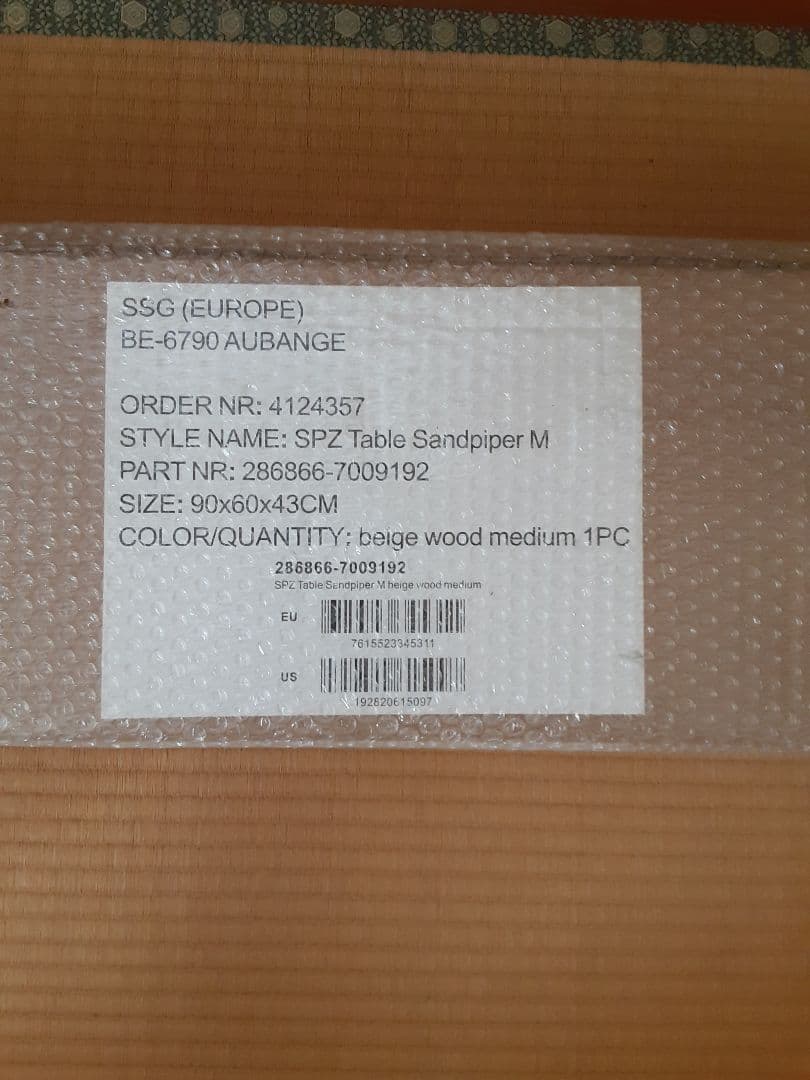 SSG (EUROPE)
BE-6790 AUBANGE
ORDER NR: 4124357
STYLE NAME: SPZ Table Sandpiper M
PART NR: 286866-7009192
SIZE: 90x60x43CM
COLOR/QUANTITY: beige wood medium 1PC
286866-7009192
SPZ Table Sandpiper M beige wood medium
EU
7615523345311
US
192820615097